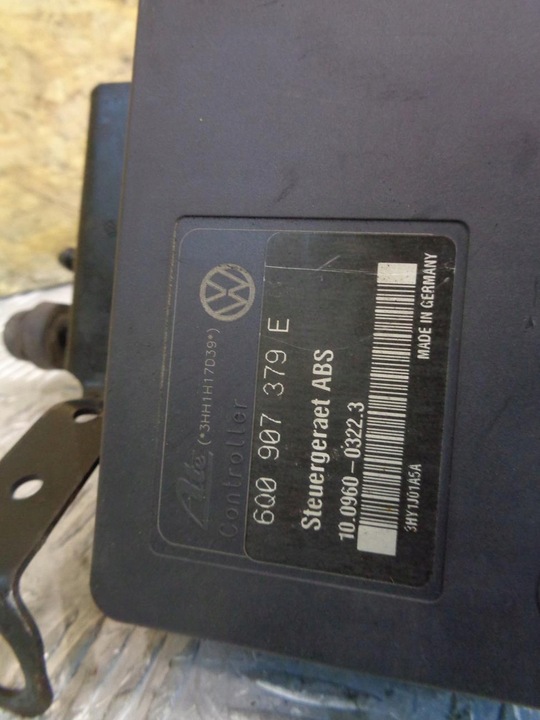 Ate (*3HH1H17D39*)
Controller
6Q0 907 379 E
Steuergeraet ABS
10.0960-0322.3
3HY1J01A5A MADE IN GERMANY